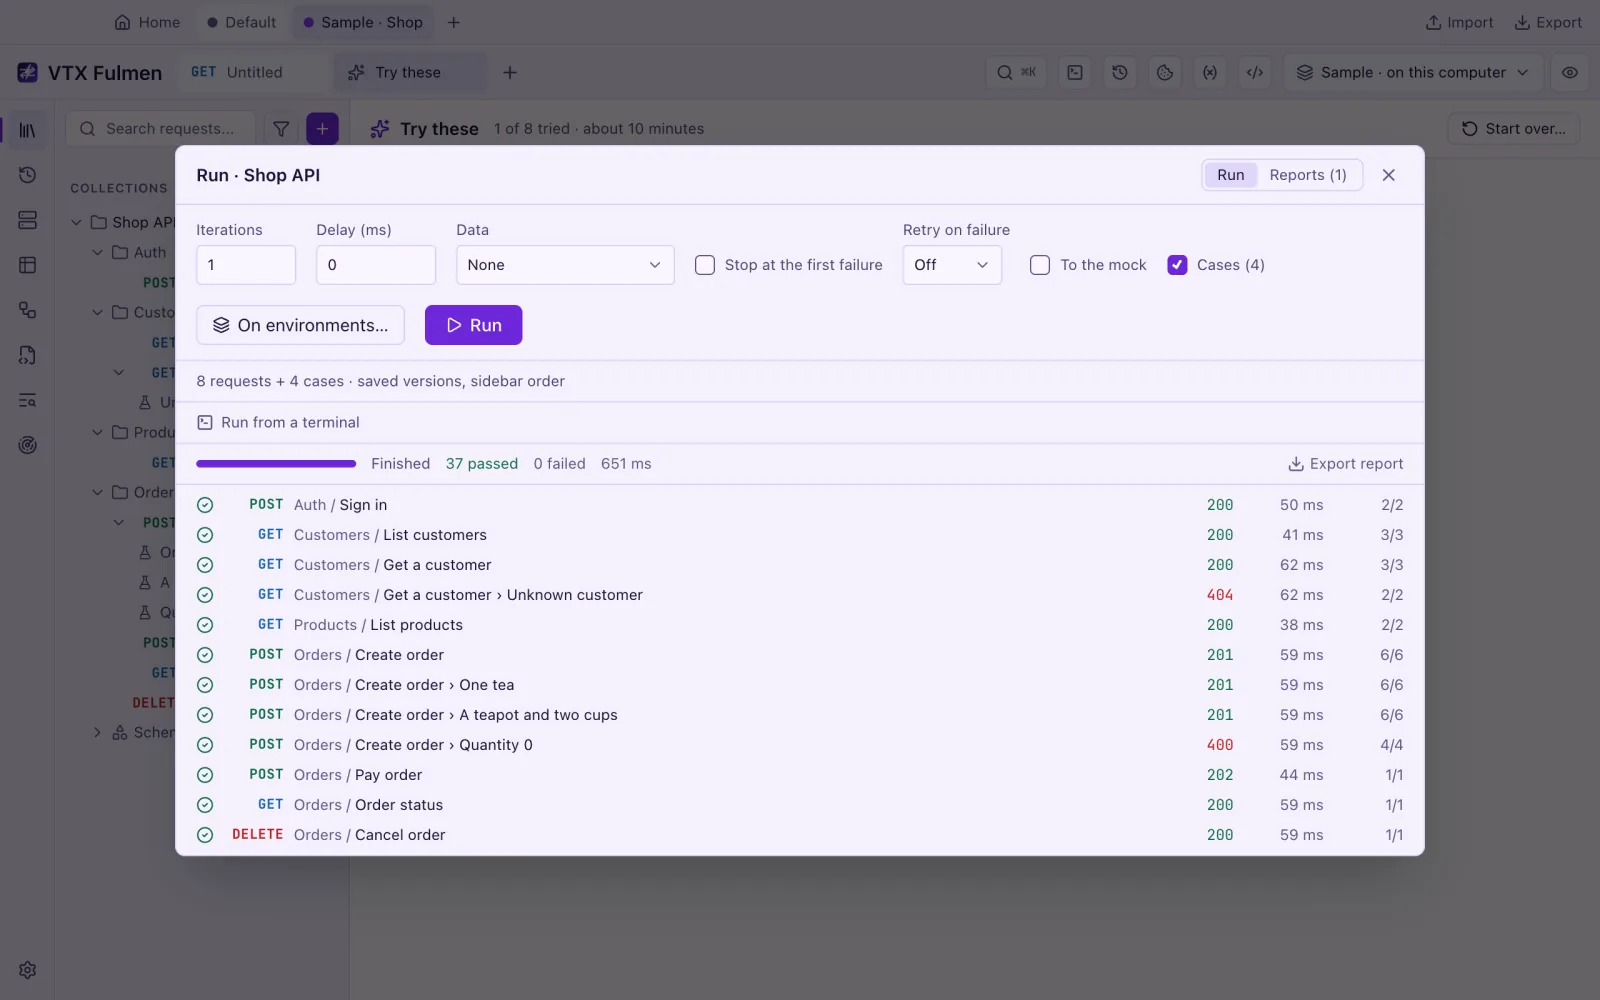 Home
Default
Sample · Shop
Import
Export
VTX Fulmen
GET Untitled
Try these
⌘K
Sample · on this computer
Search requests...
Try these
1 of 8 tried · about 10 minutes
Start over...
COLLECTIONS
Shop API
Auth
POST
GET
GET
GET
POST
A
POST
GET
DELET
Run · Shop API
Run
Reports (1)
Iterations
Delay (ms)
Data
Retry on failure
1
0
None
Stop at the first failure
Off
To the mock
Cases (4)
On environments...
Run
8 requests + 4 cases · saved versions, sidebar order
Run from a terminal
Finished 37 passed 0 failed 651 ms
Export report
POST Auth / Sign in 200 50 ms 2/2
GET Customers / List customers 200 41 ms 3/3
GET Customers / Get a customer 200 62 ms 3/3
GET Customers / Get a customer › Unknown customer 404 62 ms 2/2
GET Products / List products 200 38 ms 2/2
POST Orders / Create order 201 59 ms 6/6
POST Orders / Create order › One tea 201 59 ms 6/6
POST Orders / Create order › A teapot and two cups 201 59 ms 6/6
POST Orders / Create order › Quantity 0 400 59 ms 4/4
POST Orders / Pay order 202 44 ms 1/1
GET Orders / Order status 200 59 ms 1/1
DELETE Orders / Cancel order 200 59 ms 1/1